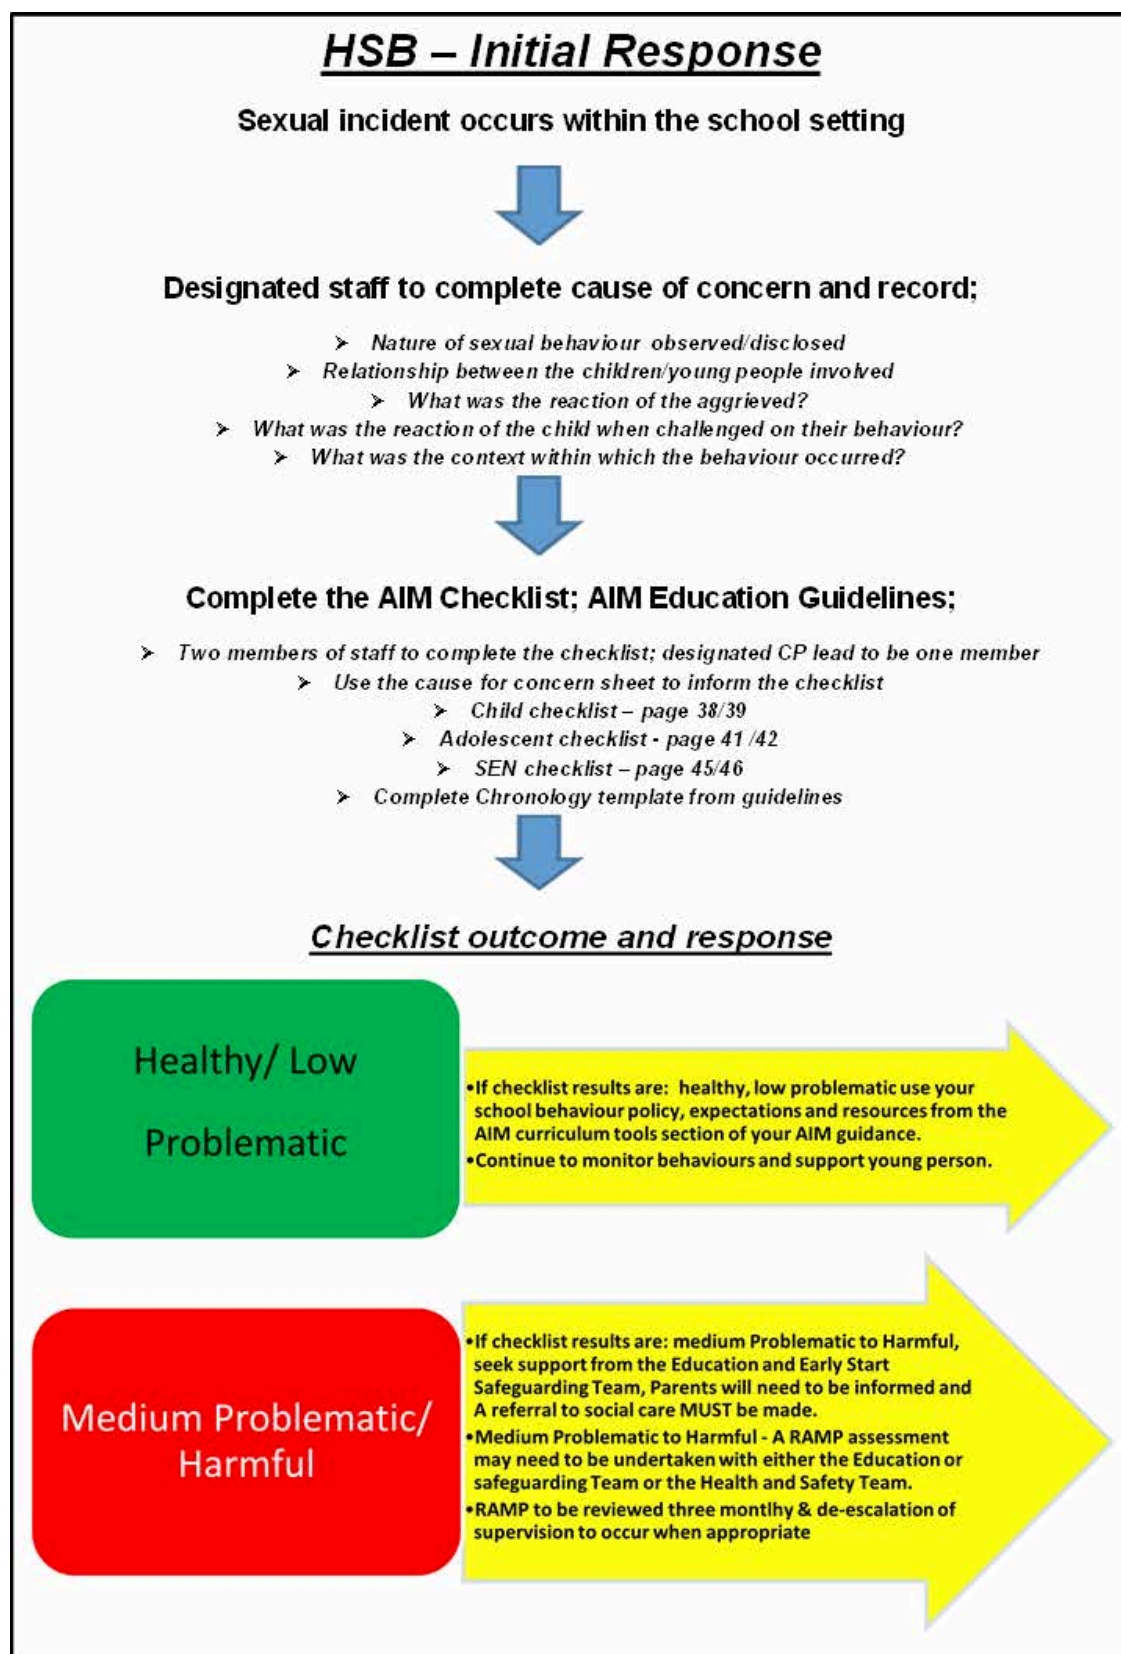 HSB – Initial Response
Sexual incident occurs within the school setting
Designated staff to complete cause of concern and record;
➢ Nature of sexual behaviour observed/disclosed
➢ Relationship between the children/young people involved
➢ What was the reaction of the aggrieved?
➢ What was the reaction of the child when challenged on their behaviour?
➢ What was the context within which the behaviour occurred?
Complete the AIM Checklist; AIM Education Guidelines;
➢ Two members of staff to complete the checklist; designated CP lead to be one member
➢ Use the cause for concern sheet to inform the checklist
➢ Child checklist – page 38/39
➢ Adolescent checklist - page 41 /42
➢ SEN checklist – page 45/46
➢ Complete Chronology template from guidelines
Checklist outcome and response
Healthy/ Low
Problematic
•If checklist results are: healthy, low problematic use your
school behaviour policy, expectations and resources from the
AIM curriculum tools section of your AIM guidance.
•Continue to monitor behaviours and support young person.
Medium Problematic/
Harmful
•If checklist results are: medium Problematic to Harmful,
seek support from the Education and Early Start
Safeguarding Team, Parents will need to be informed and
A referral to social care MUST be made.
•Medium Problematic to Harmful - A RAMP assessment
may need to be undertaken with either the Education or
safeguarding Team or the Health and Safety Team.
•RAMP to be reviewed three montlhy & de-escalation of
supervision to occur when appropriate